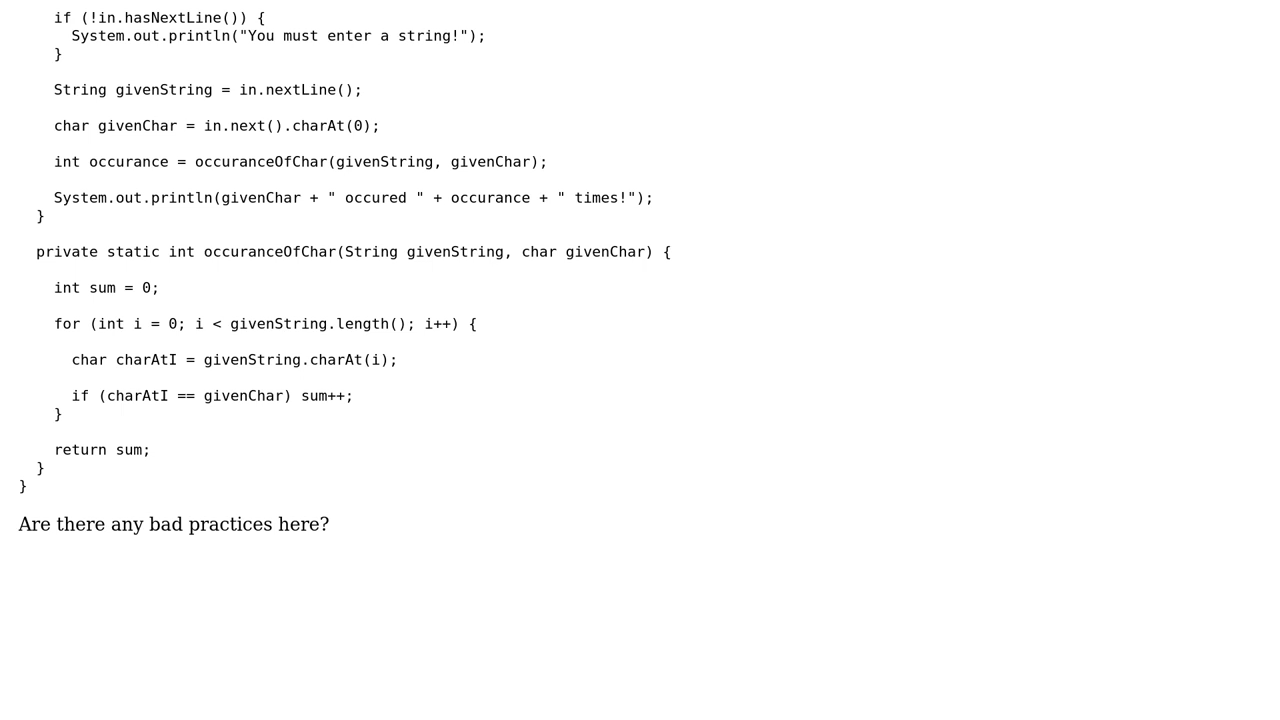 if (!in.hasNextLine()) {
System.out.println("You must enter a string!");
}
String givenString = in.nextLine();
char givenChar = in.next().charAt(0);
int occurance = occuranceOfChar(givenString, givenChar);
System.out.println(givenChar + " occured " + occurance + " times!");
}
private static int occuranceOfChar(String givenString, char givenChar) {
int sum = 0;
for (int i = 0; i < givenString.length(); i++) {
char charAtI = givenString.charAt(i);
if (charAtI == givenChar) sum++;
}
return sum;
}
}
Are there any bad practices here?